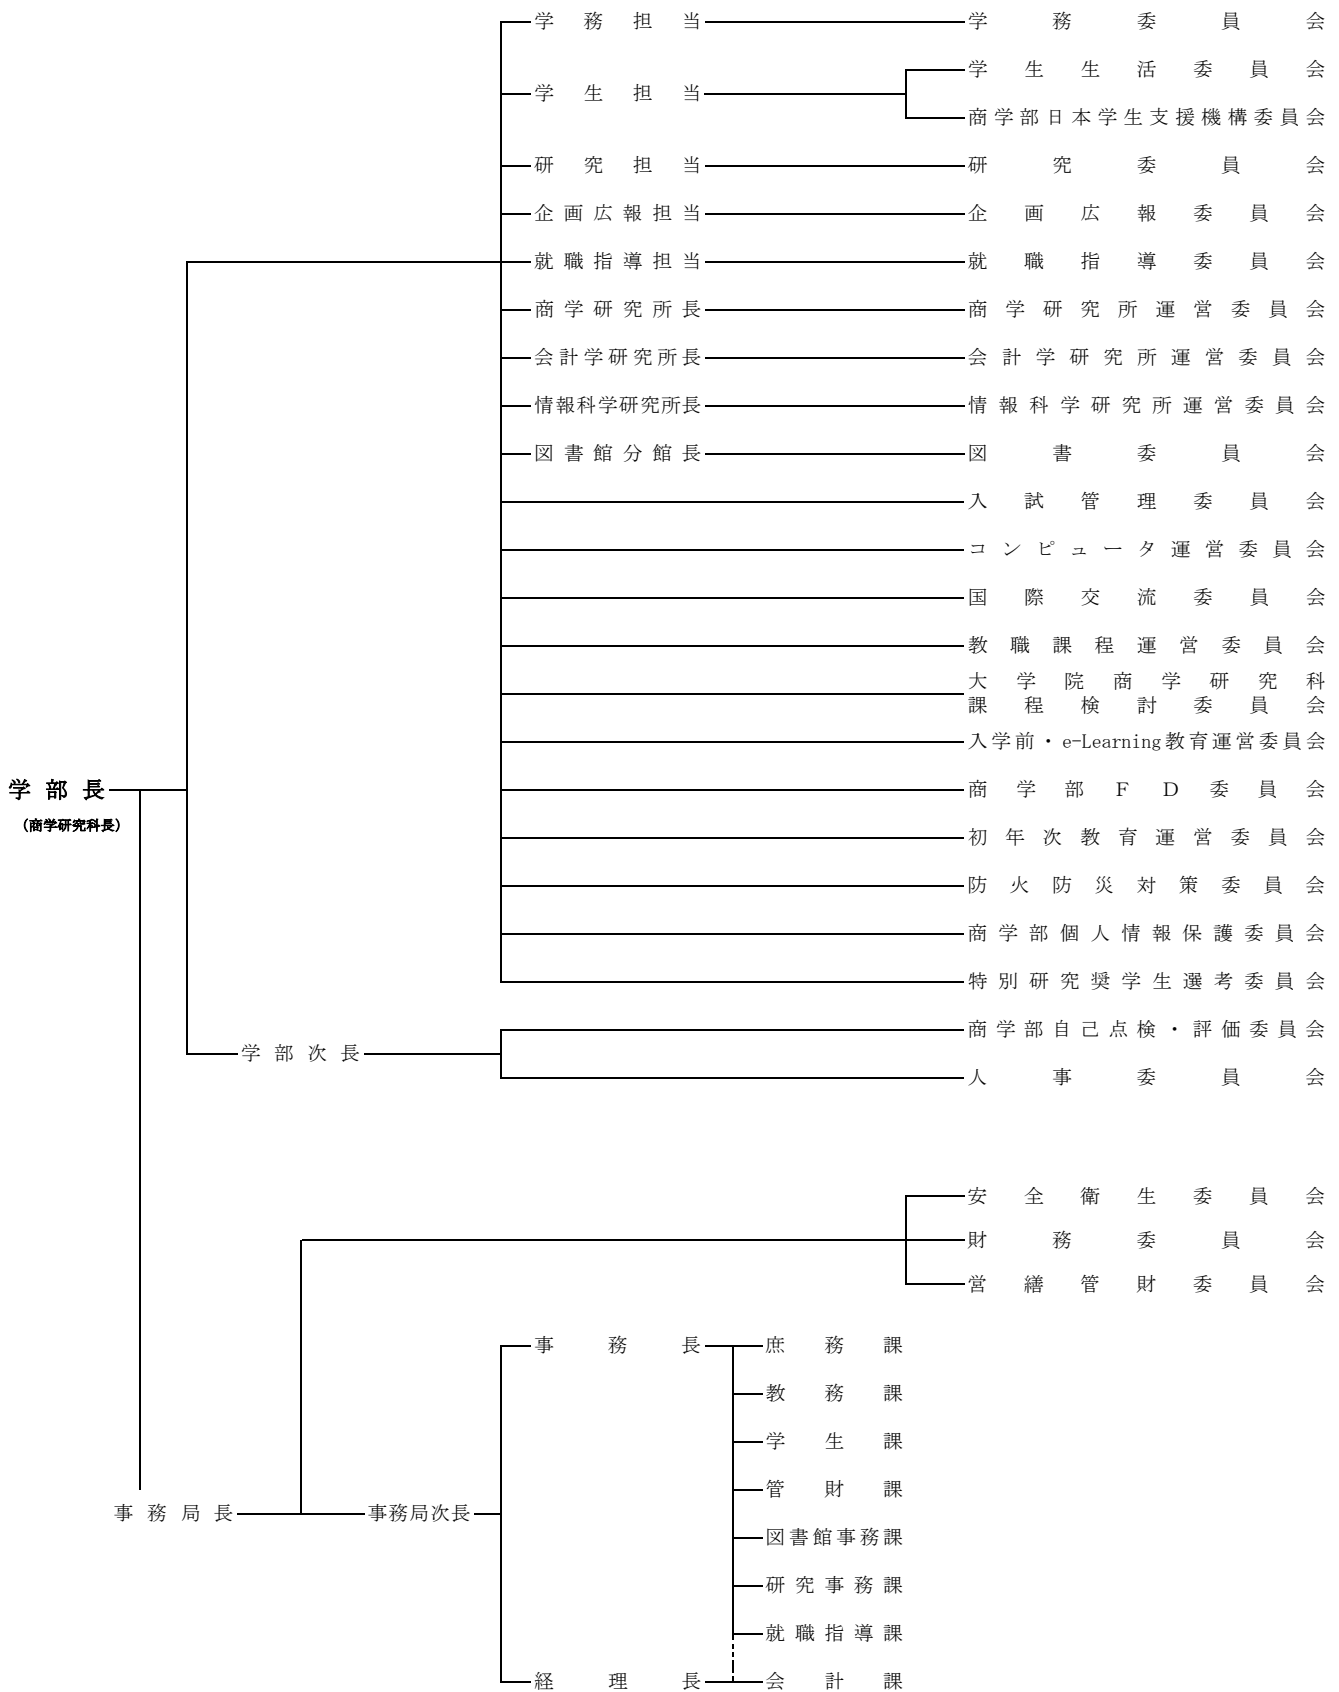 学務担当 学務委員会
学生生活委員会
学生担当
商学部日本学生支援機構委員会
研究担当 研究委員会
企画広報担当 企画広報委員会
就職指導担当 就職指導委員会
商学研究所長 商学研究所運営委員会
会計学研究所長 会計学研究所運営委員会
情報科学研究所長 情報科学研究所運営委員会
図書館分館長 図書委員会
入試管理委員会
コンピュータ運営委員会
国際交流委員会
教職課程運営委員会
大学院商学研究科
課程検討委員会
入学前・e-Learning教育運営委員会
学部長 商学部FD委員会
(商学研究科長)
初年次教育運営委員会
防火防災対策委員会
商学部個人情報保護委員会
特別研究奨学生選考委員会
商学部自己点検・評価委員会
学部次長
人事委員会
安全衛生委員会
財務委員会
営繕管財委員会
事務長 庶務課
教務課
学生課
管財課
事務局長 事務局次長
図書館事務課
研究事務課
就職指導課
経理長 会計課